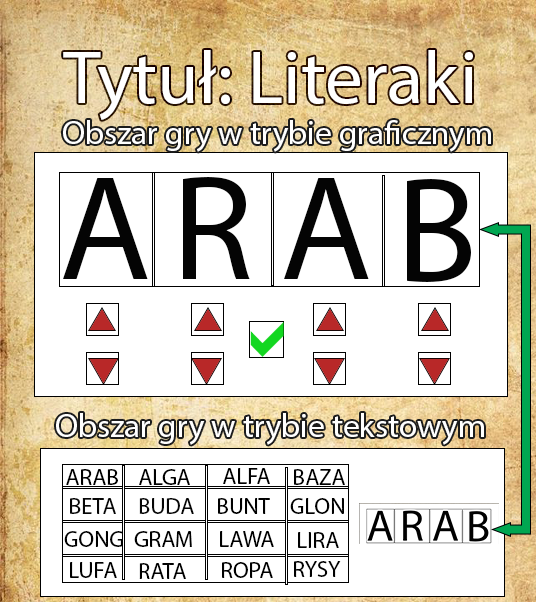 Tytuł: Literaki
Obszar gry w trybie graficznym
A R A B
Obszar gry w trybie tekstowym
ARAB ALGA ALFA BAZA
BETA BUDA BUNT GLON
ARAB
GONG GRAM LAWA LIRA
LUFA RATA ROPA RYSY